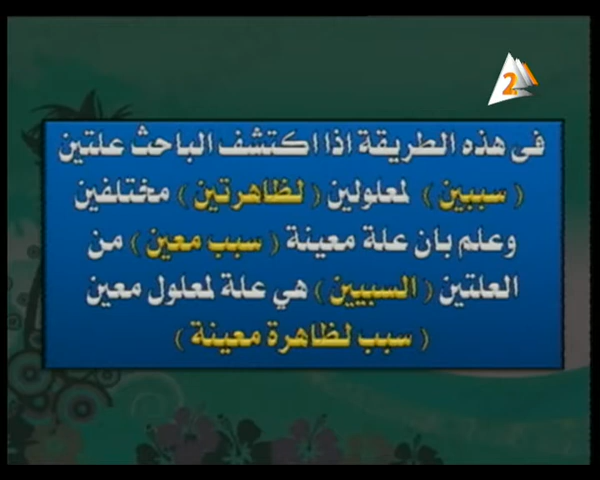 2
فى هذه الطريقة اذا اكتشف الباحث علتين
( سببين ) لمعلولين ( لظاهرتين ) مختلفين
وعلم بان علة معينة ( سبب معين ) من
العلتين ( السببين ) هي علة لمعلول معين
( سبب لظاهرة معينة )